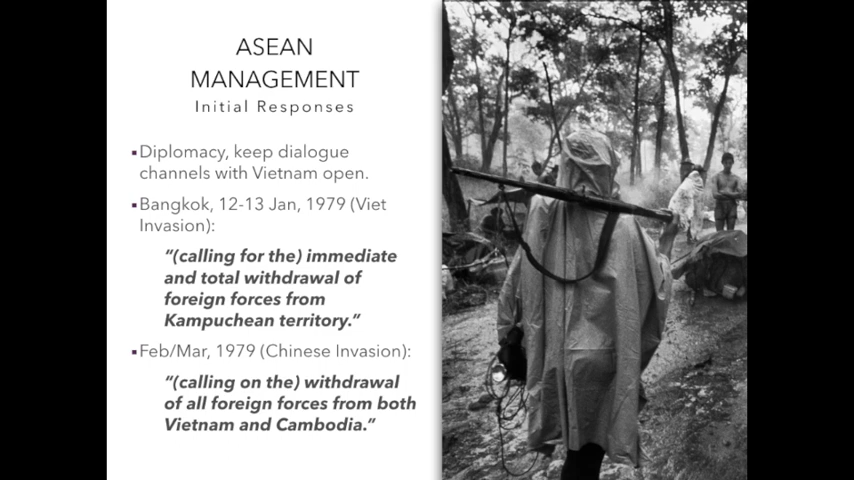 ASEAN
MANAGEMENT
Initial Responses
▪Diplomacy, keep dialogue
channels with Vietnam open.
▪Bangkok, 12-13 Jan, 1979 (Viet
Invasion):
“(calling for the) immediate
and total withdrawal of
foreign forces from
Kampuchean territory.”
▪Feb/Mar, 1979 (Chinese Invasion):
“(calling on the) withdrawal
of all foreign forces from both
Vietnam and Cambodia.”